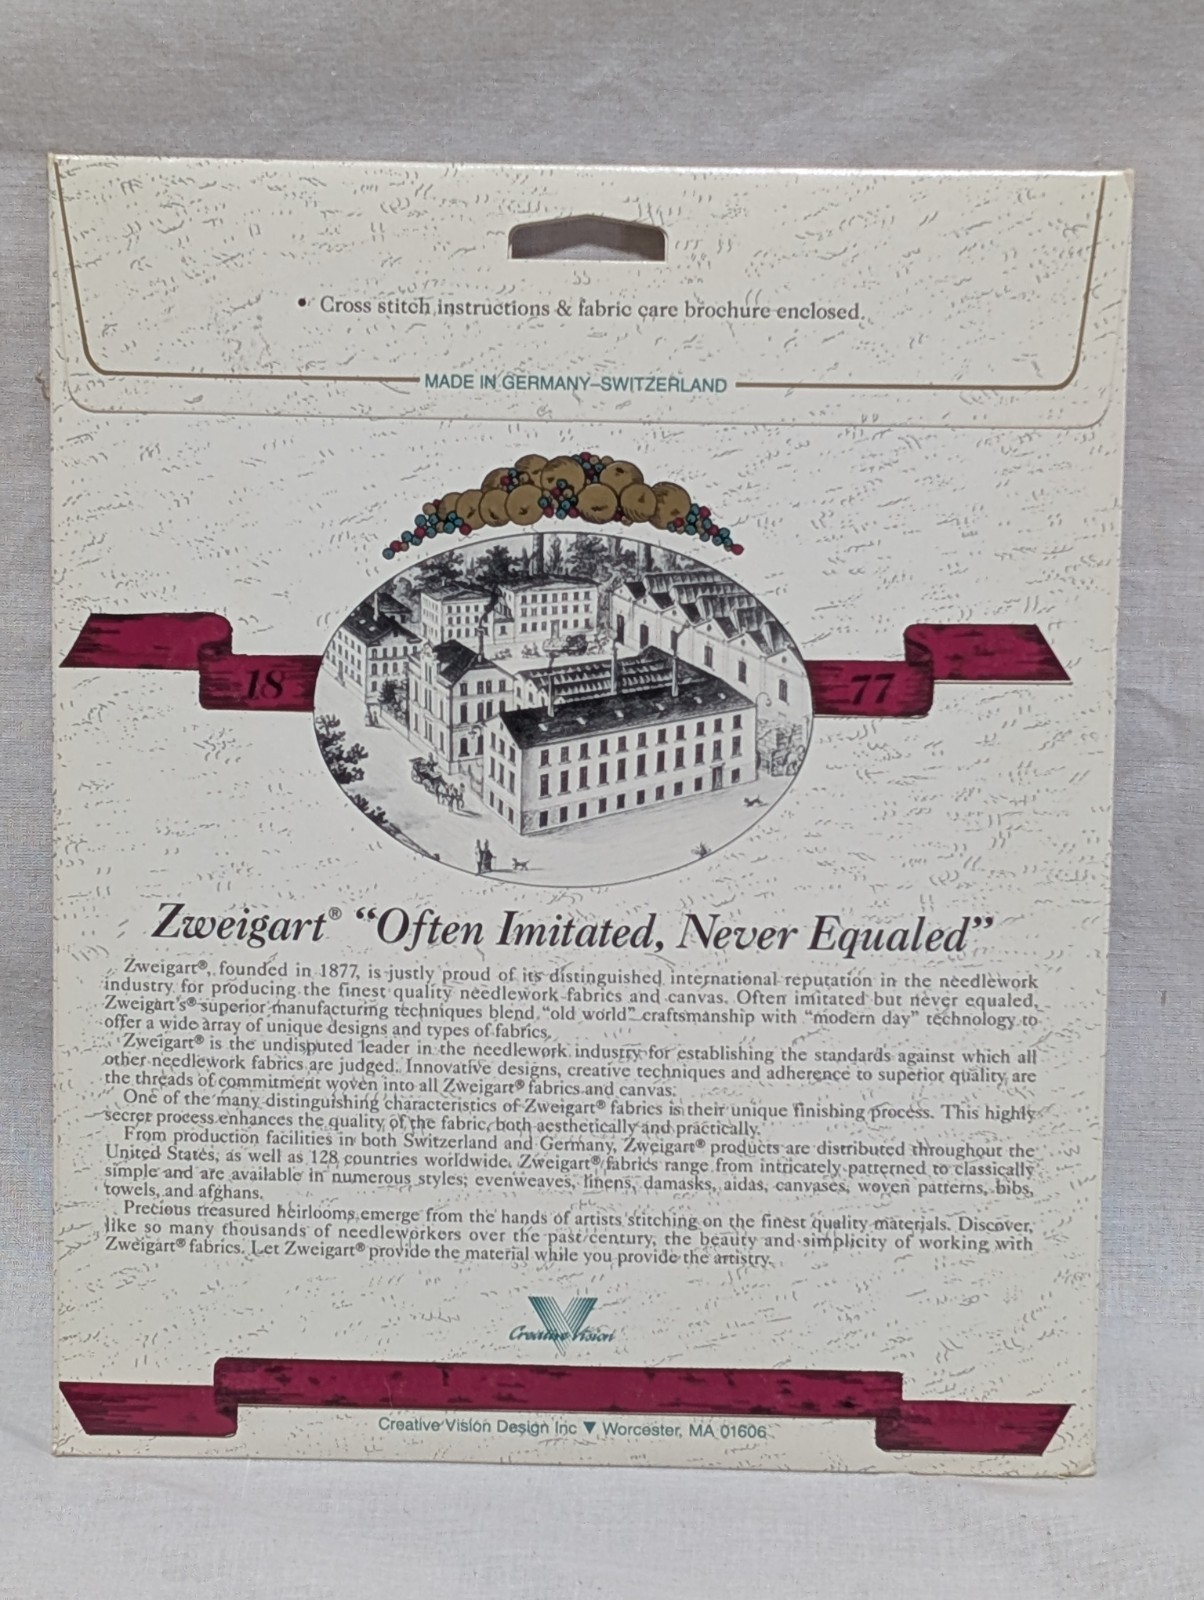 • Cross stitch instructions & fabric care brochure enclosed.
MADE IN GERMANY–SWITZERLAND
18 77
Zweigart® “Often Imitated, Never Equaled”
Zweigart®, founded in 1877, is justly proud of its distinguished international reputation in the needlework
industry for producing the finest quality needlework fabrics and canvas. Often imitated but never equaled,
Zweigart's® superior manufacturing techniques blend “old world” craftsmanship with “modern day” technology to
offer a wide array of unique designs and types of fabrics.
Zweigart® is the undisputed leader in the needlework industry for establishing the standards against which all
other needlework fabrics are judged. Innovative designs, creative techniques and adherence to superior quality are
the threads of commitment woven into all Zweigart® fabrics and canvas.
One of the many distinguishing characteristics of Zweigart® fabrics is their unique finishing process. This highly
secret process enhances the quality of the fabric, both aesthetically and practically.
From production facilities in both Switzerland and Germany, Zweigart® products are distributed throughout the
United States, as well as 128 countries worldwide. Zweigart® fabrics range from intricately patterned to classically
simple and are available in numerous styles; evenweaves, linens, damasks, aidas, canvases, woven patterns, bibs,
towels, and afghans.
Precious treasured heirlooms emerge from the hands of artists stitching on the finest quality materials. Discover,
like so many thousands of needleworkers over the past century, the beauty and simplicity of working with
Zweigart® fabrics. Let Zweigart® provide the material while you provide the artistry.
Creative Vision
Creative Vision Design Inc ▼ Worcester, MA 01606